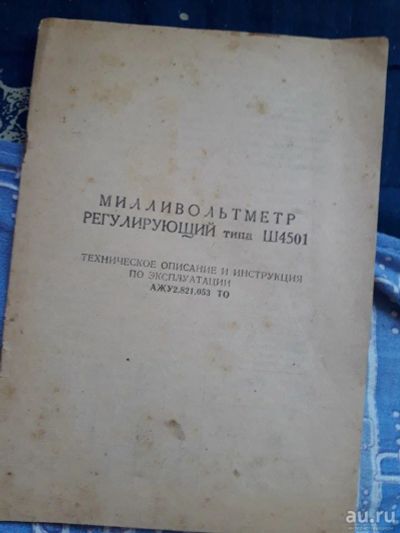 МИЛЛИВОЛЬТМЕТР
РЕГУЛИРУЮЩИЙ типа Ш4501
ТЕХНИЧЕСКОЕ ОПИСАНИЕ И ИНСТРУКЦИЯ
ПО ЭКСПЛУАТАЦИИ
АЖУ2.821.053 ТО
au.ru